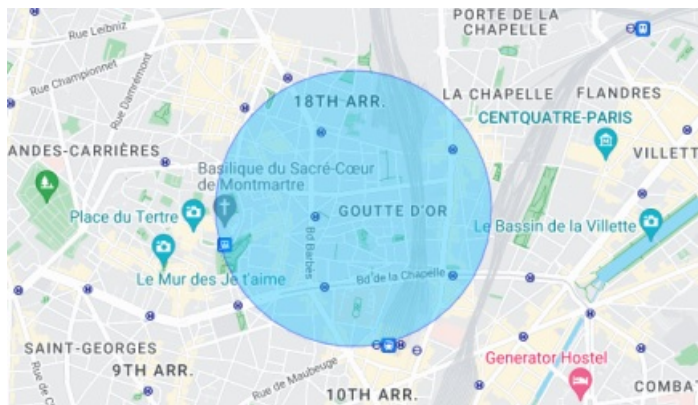 PORTE DE LA
CHAPELLE
Rue Leibniz
Rue Championnet
Rue Damrémont
18TH ARR.
LA CHAPELLE
FLANDRES
CENTQUATRE-PARIS
ANDES-CARRIÈRES
VILLETT
Basilique du Sacré-Cœur
de Montmartre
Place du Tertre
GOUTTE D'OR
Le Bassin de la Villette
Bd Barbès
Le Mur des Je t'aime
Bd de la Chapelle
SAINT-GEORGES
9TH ARR.
Generator Hostel
Rue de Maubeuge
10TH ARR.
COMBAT